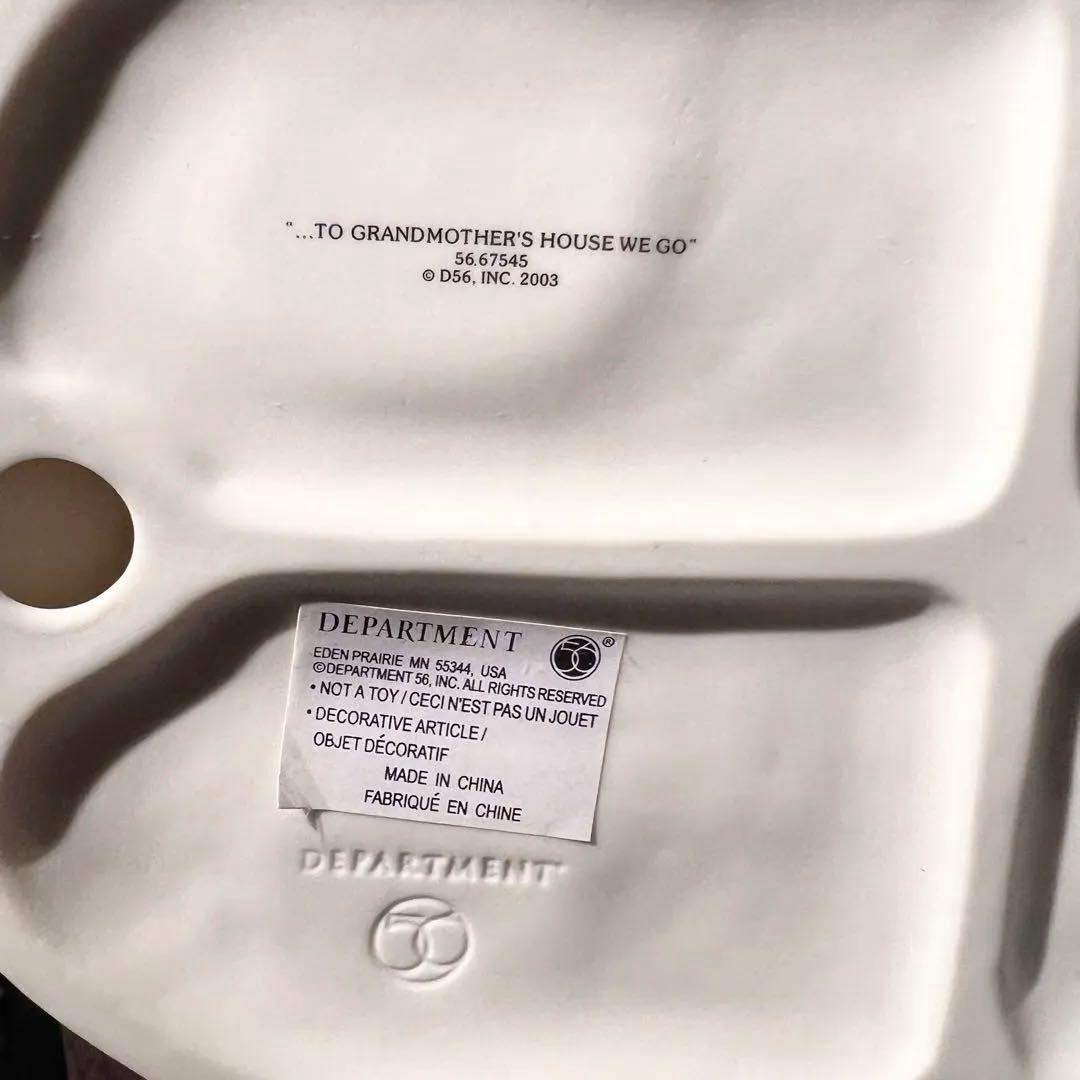 "...TO GRANDMOTHER'S HOUSE WE GO"
56.67545
© D56, INC. 2003
DEPARTMENT 56®
EDEN PRAIRIE MN 55344, USA
©DEPARTMENT 56, INC. ALL RIGHTS RESERVED
• NOT A TOY / CECI N'EST PAS UN JOUET
• DECORATIVE ARTICLE /
OBJET DÉCORATIF
MADE IN CHINA
FABRIQUÉ EN CHINE
DEPARTMENT
56